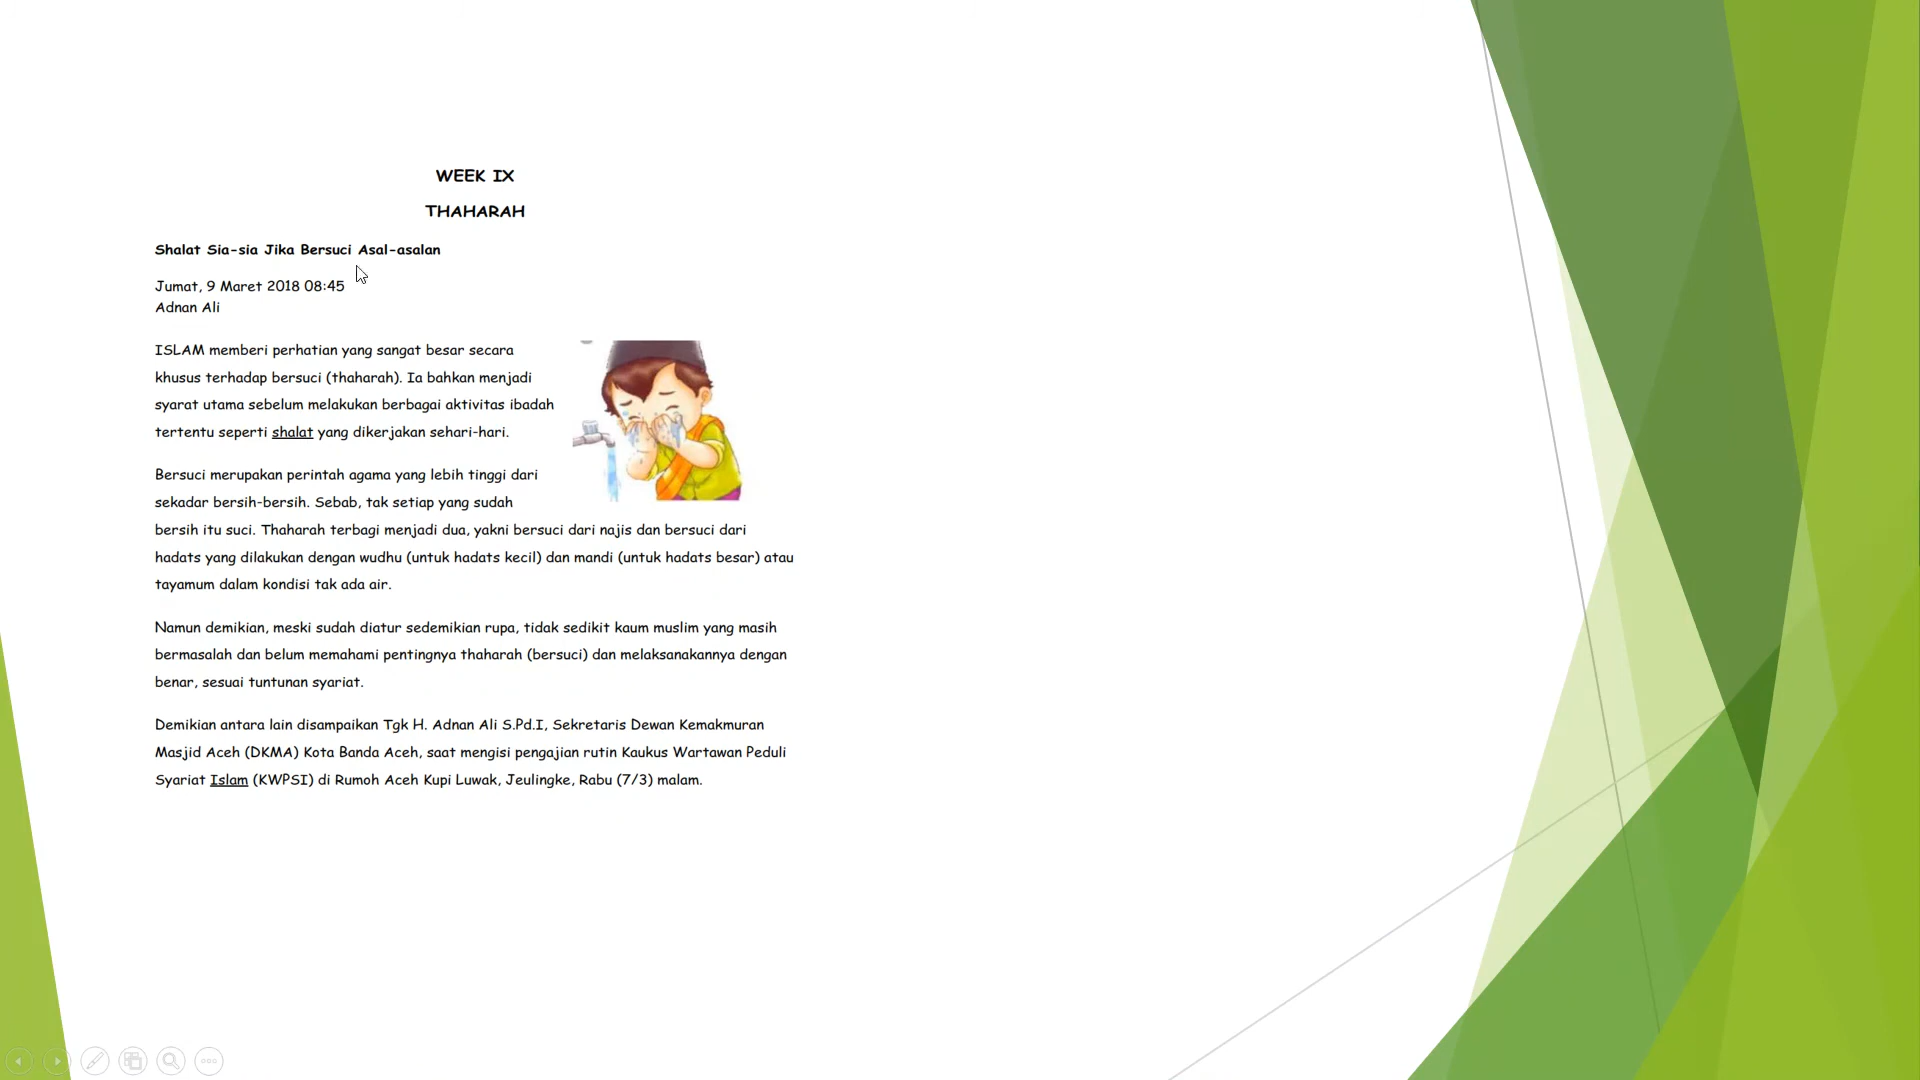 WEEK IX
THAHARAH
Shalat Sia-sia Jika Bersuci Asal-asalan
Jumat, 9 Maret 2018 08:45
Adnan Ali
ISLAM memberi perhatian yang sangat besar secara
khusus terhadap bersuci (thaharah). Ia bahkan menjadi
syarat utama sebelum melakukan berbagai aktivitas ibadah
tertentu seperti shalat yang dikerjakan sehari-hari.
Bersuci merupakan perintah agama yang lebih tinggi dari
sekadar bersih-bersih. Sebab, tak setiap yang sudah
bersih itu suci. Thaharah terbagi menjadi dua, yakni bersuci dari najis dan bersuci dari
hadats yang dilakukan dengan wudhu (untuk hadats kecil) dan mandi (untuk hadats besar) atau
tayamum dalam kondisi tak ada air.
Namun demikian, meski sudah diatur sedemikian rupa, tidak sedikit kaum muslim yang masih
bermasalah dan belum memahami pentingnya thaharah (bersuci) dan melaksanakannya dengan
benar, sesuai tuntunan syariat.
Demikian antara lain disampaikan Tgk H. Adnan Ali S.Pd.I, Sekretaris Dewan Kemakmuran
Masjid Aceh (DKMA) Kota Banda Aceh, saat mengisi pengajian rutin Kaukus Wartawan Peduli
Syariat Islam (KWPSI) di Rumoh Aceh Kupi Luwak, Jeulingke, Rabu (7/3) malam.